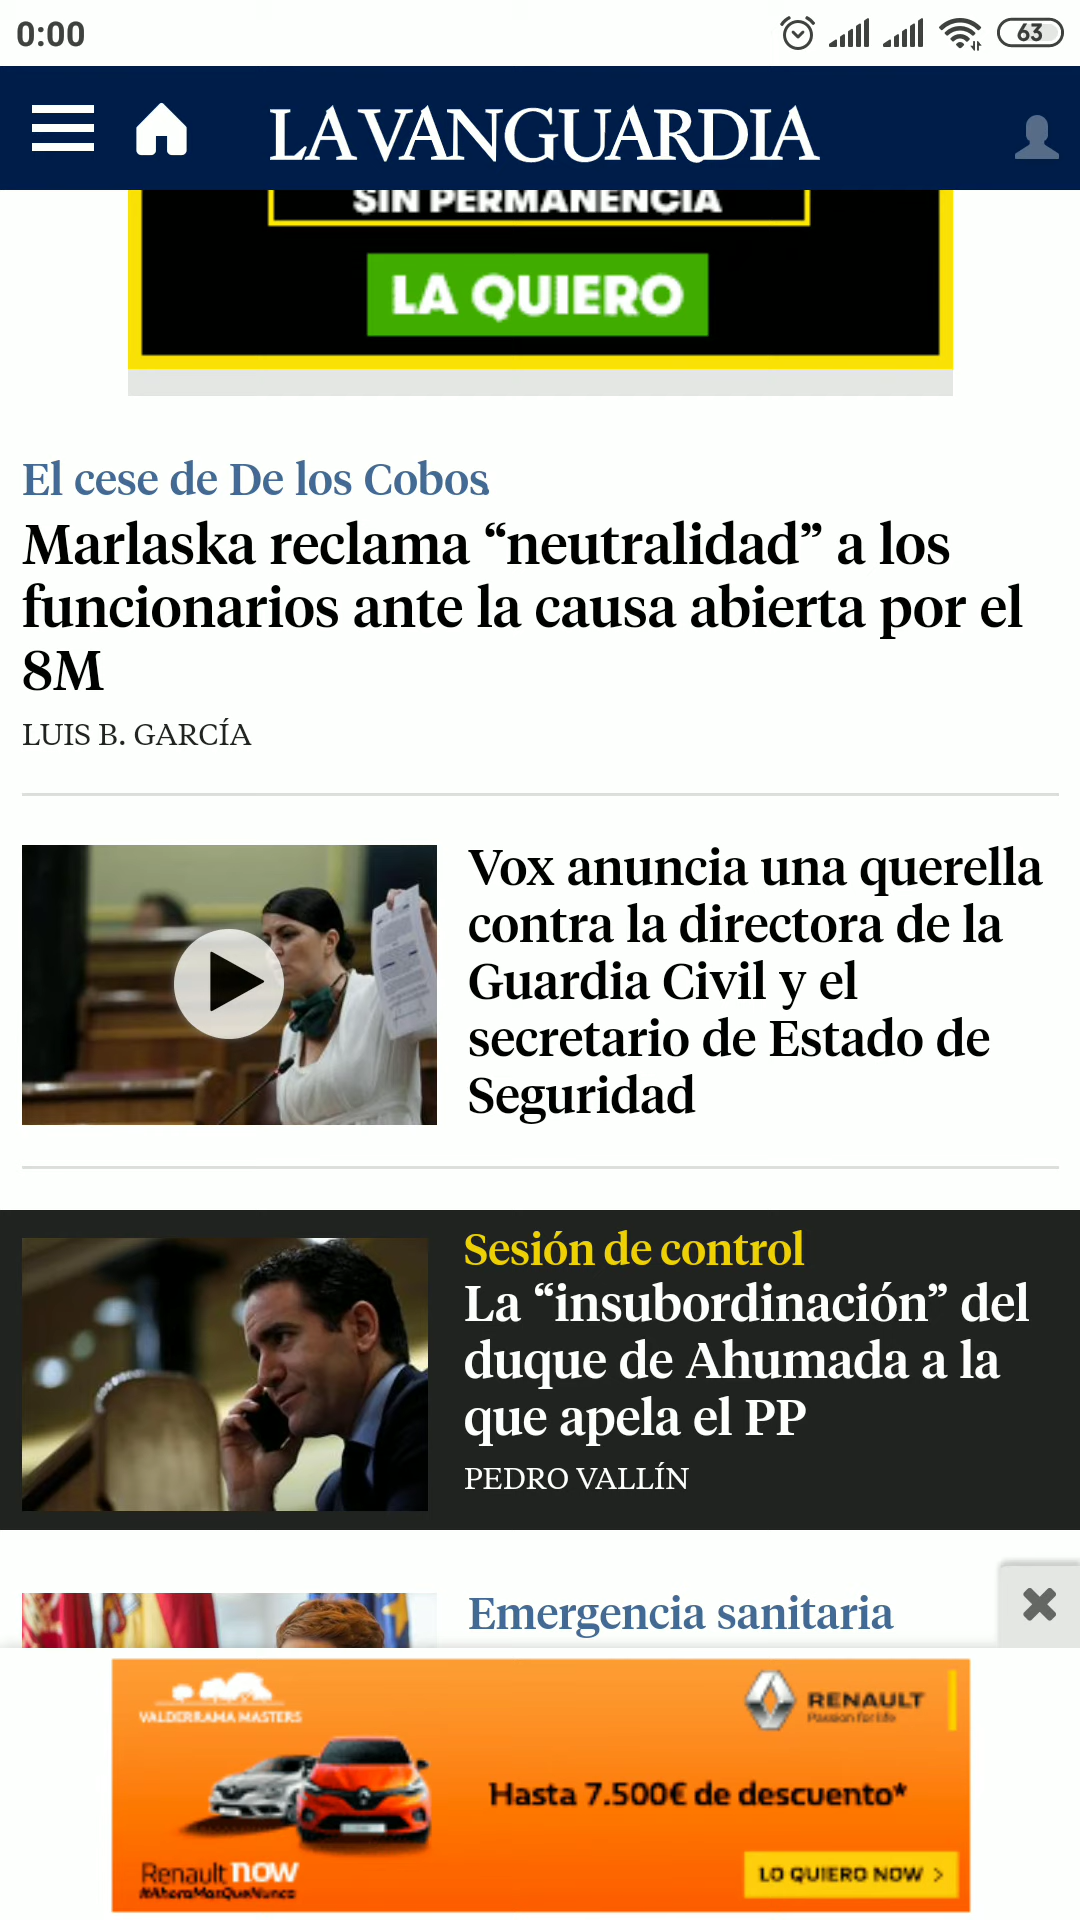 0:00
63
LA VANGUARDIA
SIN PERMANENCIA
LA QUIERO
El cese de De los Cobos
Marlaska reclama “neutralidad” a los
funcionarios ante la causa abierta por el
8M
LUIS B. GARCÍA
Vox anuncia una querella
contra la directora de la
Guardia Civil y el
secretario de Estado de
Seguridad
Sesión de control
La “insubordinación” del
duque de Ahumada a la
que apela el PP
PEDRO VALLÍN
Emergencia sanitaria
VALDERRAMA MASTERS
RENAULT
Passion for life
Hasta 7.500€ de descuento*
Renault now
#AhoraMasQueNunca
LO QUIERO NOW >